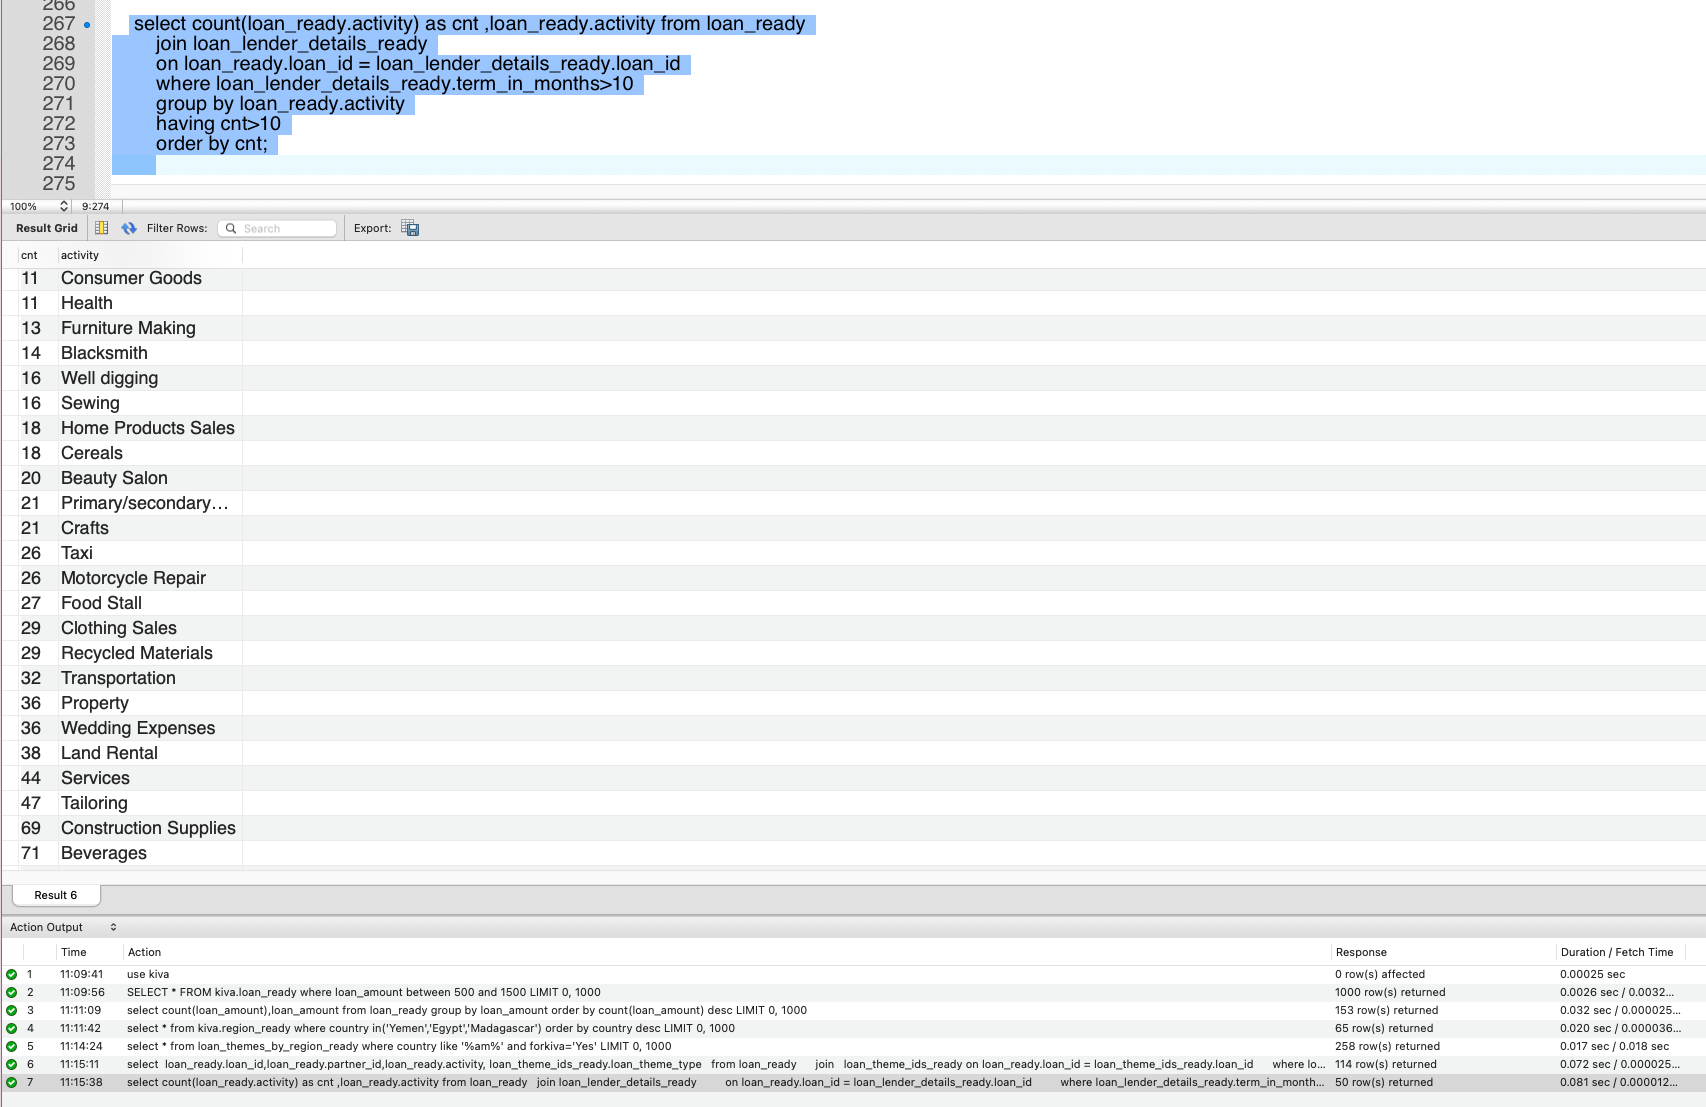 266
267 select count(loan_ready.activity) as cnt ,loan_ready.activity from loan_ready
268 join loan_lender_details_ready
269 on loan_ready.loan_id = loan_lender_details_ready.loan_id
270 where loan_lender_details_ready.term_in_months>10
271 group by loan_ready.activity
272 having cnt>10
273 order by cnt;
274
275
100% 9:274
Result Grid Filter Rows: Search Export:
cnt activity
11 Consumer Goods
11 Health
13 Furniture Making
14 Blacksmith
16 Well digging
16 Sewing
18 Home Products Sales
18 Cereals
20 Beauty Salon
21 Primary/secondary...
21 Crafts
26 Taxi
26 Motorcycle Repair
27 Food Stall
29 Clothing Sales
29 Recycled Materials
32 Transportation
36 Property
36 Wedding Expenses
38 Land Rental
44 Services
47 Tailoring
69 Construction Supplies
71 Beverages
Result 6
Action Output
Time Action Response Duration / Fetch Time
1 11:09:41 use kiva 0 row(s) affected 0.00025 sec
2 11:09:56 SELECT * FROM kiva.loan_ready where loan_amount between 500 and 1500 LIMIT 0, 1000 1000 row(s) returned 0.0026 sec / 0.0032...
3 11:11:09 select count(loan_amount),loan_amount from loan_ready group by loan_amount order by count(loan_amount) desc LIMIT 0, 1000 153 row(s) returned 0.032 sec / 0.000025...
4 11:11:42 select * from kiva.region_ready where country in('Yemen','Egypt','Madagascar') order by country desc LIMIT 0, 1000 65 row(s) returned 0.020 sec / 0.000036...
5 11:14:24 select * from loan_themes_by_region_ready where country like '%am%' and forkiva='Yes' LIMIT 0, 1000 258 row(s) returned 0.017 sec / 0.018 sec
6 11:15:11 select loan_ready.loan_id,loan_ready.partner_id,loan_ready.activity, loan_theme_ids_ready.loan_theme_type from loan_ready join loan_theme_ids_ready on loan_ready.loan_id = loan_theme_ids_ready.loan_id where lo... 114 row(s) returned 0.072 sec / 0.000025...
7 11:15:38 select count(loan_ready.activity) as cnt ,loan_ready.activity from loan_ready join loan_lender_details_ready on loan_ready.loan_id = loan_lender_details_ready.loan_id where loan_lender_details_ready.term_in_month... 50 row(s) returned 0.081 sec / 0.000012...